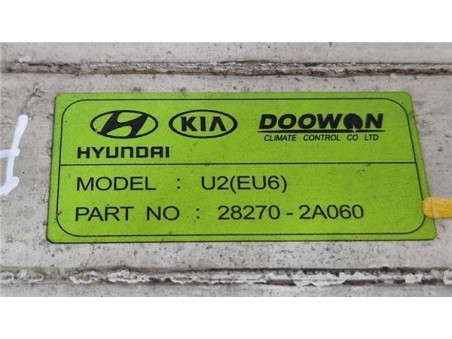 HYUNDAI KIA DOOWON
CLIMATE CONTROL CO LTD
MODEL : U2(EU6)
PART NO : 28270-2A060